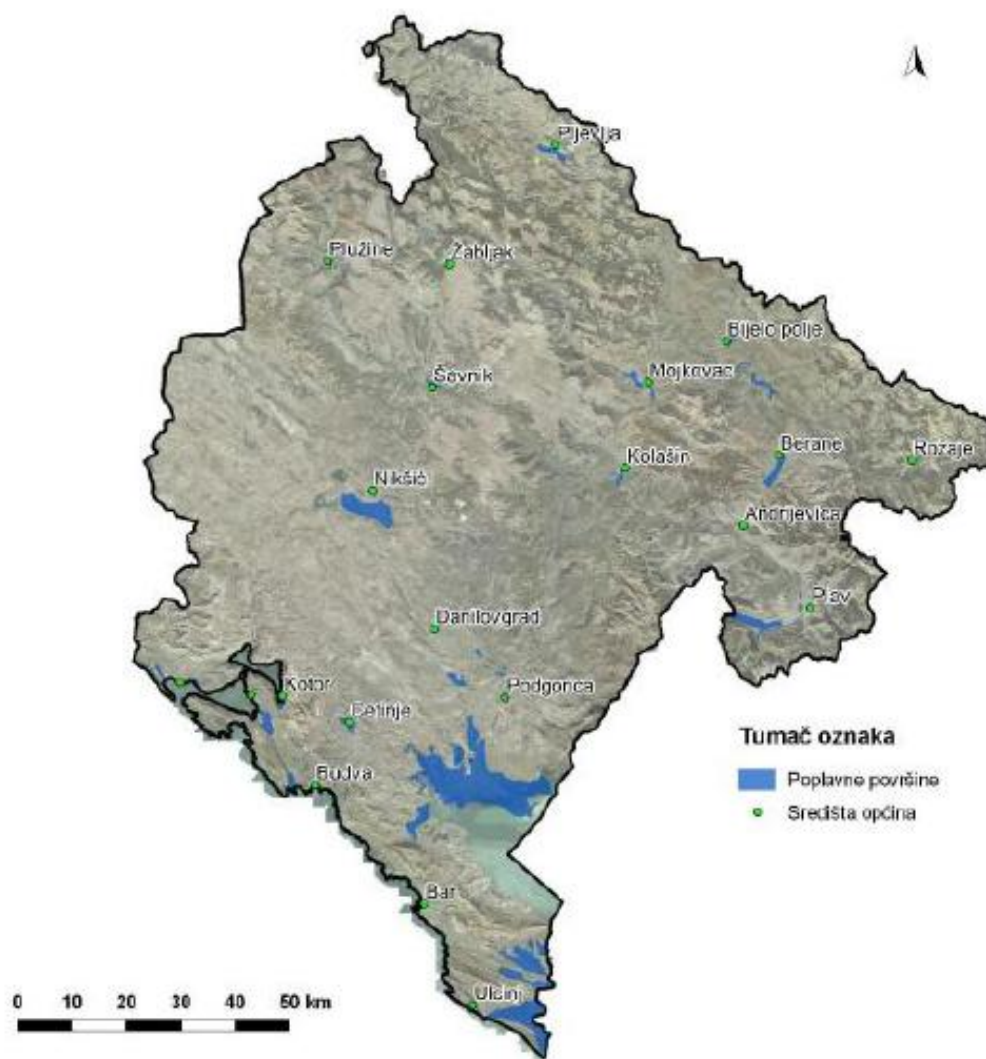 Pljevlja
Plužine
Žabljak
Bijelo polje
Mojkovac
Šavnik
Berane
Rožaje
Kolašin
Nikšić
Andrijevica
Plav
Danilovgrad
Kotor
Podgorica
Cetinje
Tumač oznaka
Poplavne površine
Središta općina
Budva
Bar
Ulcinj
0 10 20 30 40 50 km